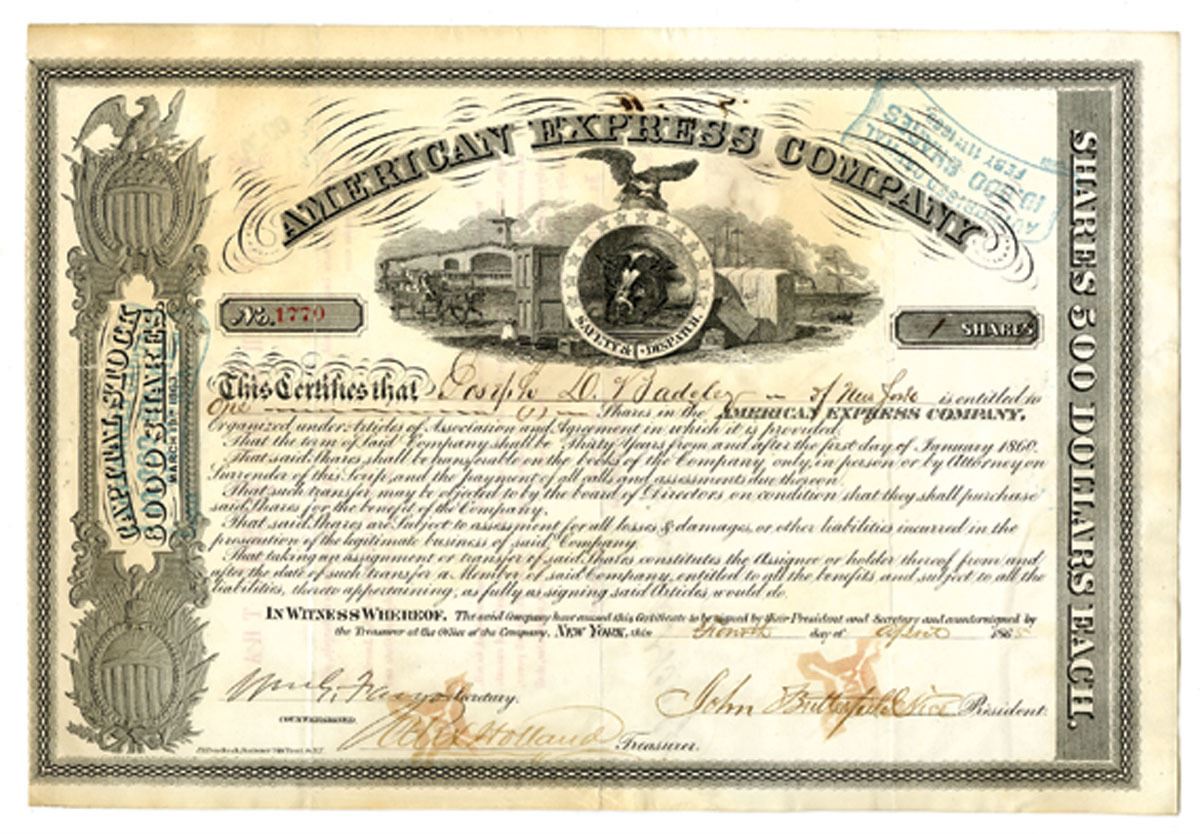 AMERICAN EXPRESS COMPANY
SAFETY & DISPATCH.
No. 1779
1 SHARES
SHARES 500 DOLLARS EACH.
CAPITAL STOCK
8000 SHARES
MARCH 19TH 1863
SHARES
This Certifies that Joseph D. Badeley of New York is entitled to
One (1) Shares in the AMERICAN EXPRESS COMPANY.
Organized under Articles of Association and Agreement in which it is provided,
That the term of said Company shall be Thirty Years from and after the first day of January 1860.
That said Shares shall be transferable on the books of the Company only, in person or by Attorney on
Surrender of this Scrip, and the payment of all calls and assessments due thereon.
That such transfer may be objected to by the board of Directors on condition that they shall purchase
said Shares for the benefit of the Company.
That said Shares are Subject to assessment for all losses & damages, or other liabilities incurred in the
prosecution of the legitimate business of said Company.
That taking an assignment or transfer of said Shares constitutes the Assignee or holder thereof from and
after the date of such transfer a Member of said Company, entitled to all the benefits and subject to all the
liabilities, thereto appertaining, as fully as signing said Articles would do.
IN WITNESS WHEREOF. The said Company have caused this Certificate to be signed by their President and Secretary and countersigned by
the Treasurer at the Office of the Company, NEW YORK, this day of April 1865
Wm G. Fargo Secretary.
John Butterfield Vice President.
COUNTERSIGNED.
Holland Treasurer.